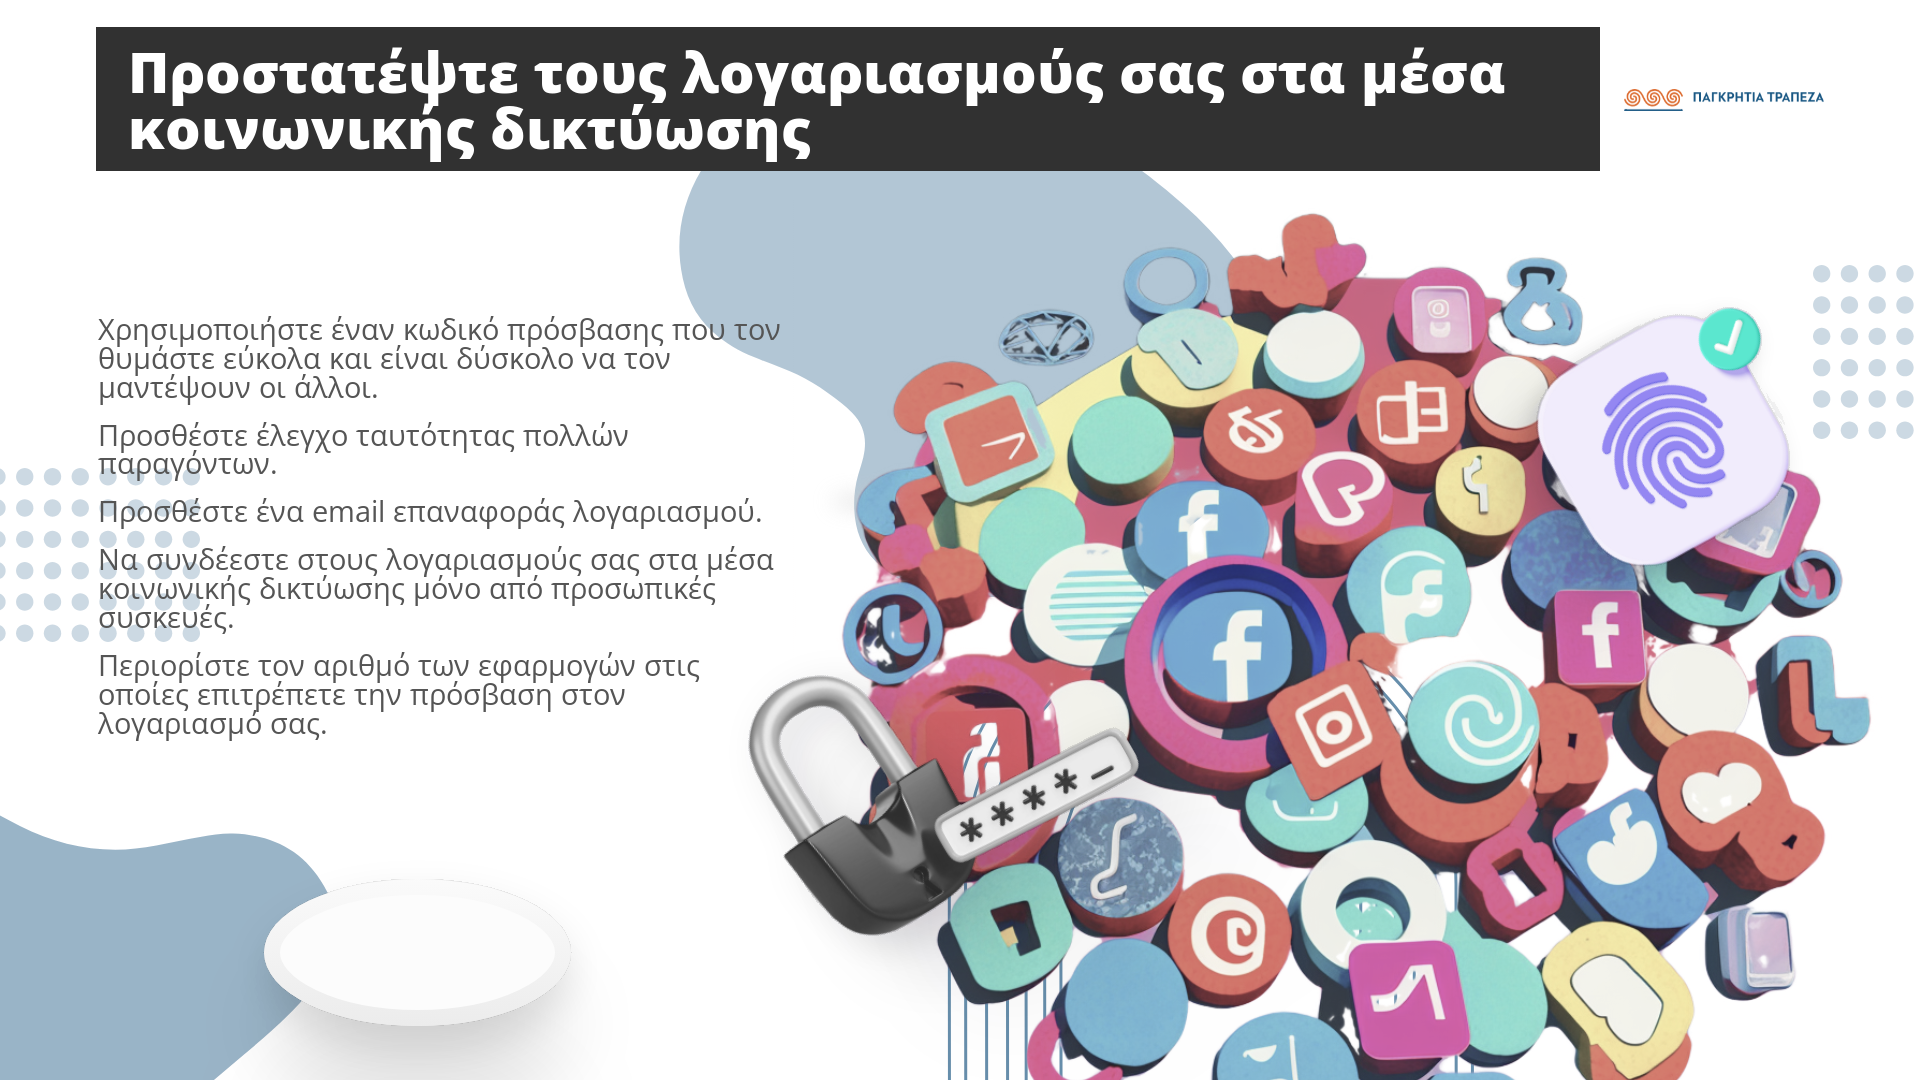 Προστατέψτε τους λογαριασμούς σας στα μέσα
κοινωνικής δικτύωσης
ΠΑΓΚΡΗΤΙΑ ΤΡΑΠΕΖΑ
Χρησιμοποιήστε έναν κωδικό πρόσβασης που τον
θυμάστε εύκολα και είναι δύσκολο να τον
μαντέψουν οι άλλοι.
Προσθέστε έλεγχο ταυτότητας πολλών
παραγόντων.
Προσθέστε ένα email επαναφοράς λογαριασμού.
Να συνδέεστε στους λογαριασμούς σας στα μέσα
κοινωνικής δικτύωσης μόνο από προσωπικές
συσκευές.
Περιορίστε τον αριθμό των εφαρμογών στις
οποίες επιτρέπετε την πρόσβαση στον
λογαριασμό σας.